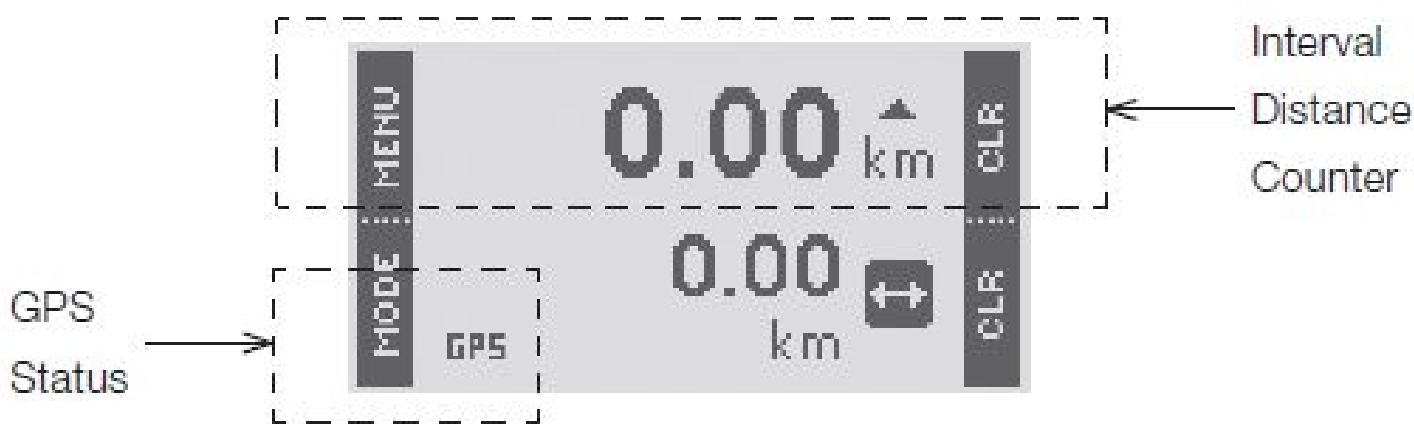 Interval
Distance
Counter
MENU
0.00
km
CLR
MODE
0.00
km
CLR
GPS
GPS
Status